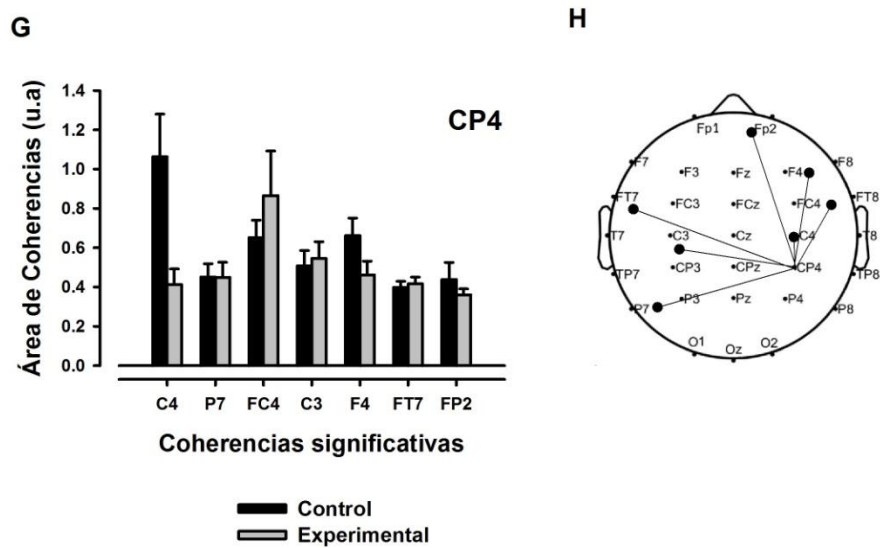 G
Área de Coherencias (u.a)
1.4
1.2
1.0
0.8
0.6
0.4
0.2
0.0
CP4
C4 P7 FC4 C3 F4 FT7 FP2
Coherencias significativas
Control
Experimental
H
Fp1 Fp2
F7 F3 Fz F4 F8
FT7 FC3 FCz FC4 FT8
T7 C3 Cz C4 T8
TP7 CP3 CPz CP4 TP8
P7 P3 Pz P4 P8
O1 Oz O2